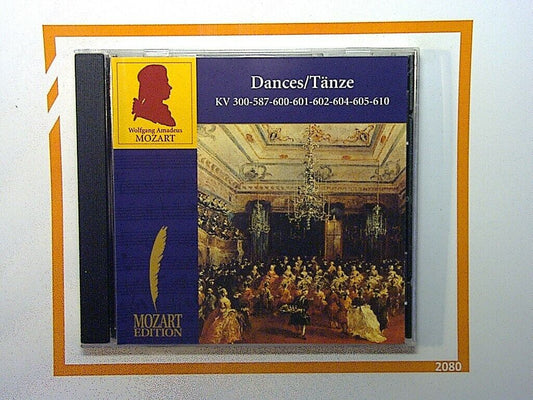 Dances/Tänze
KV 300-587-600-601-602-604-605-610
Wolfgang Amadeus
MOZART
MOZART
EDITION
2080